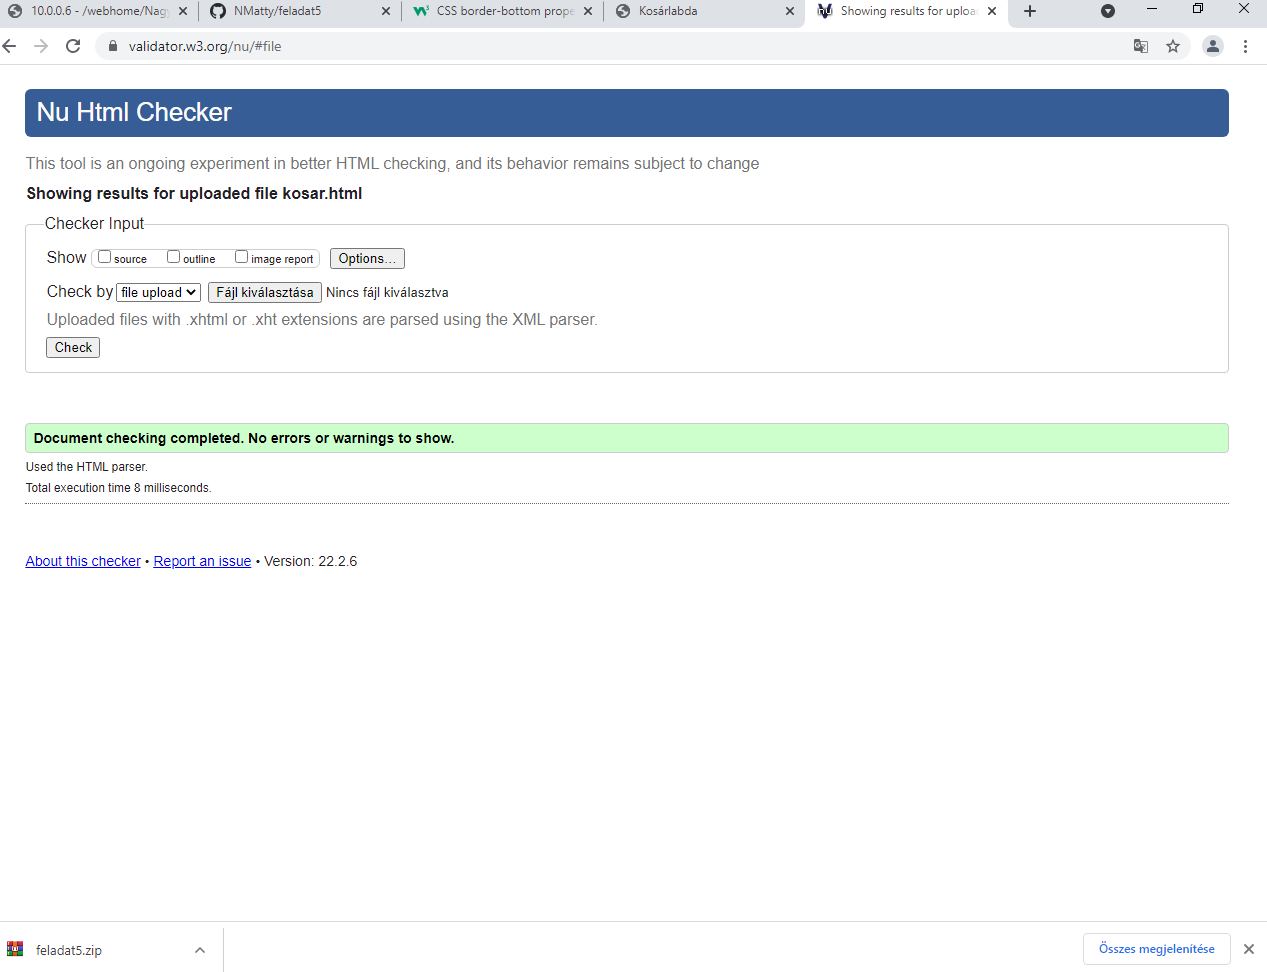 10.0.0.6 - /webhome/Nagy
NMatty/feladat5
CSS border-bottom prope
Kosárlabda
Showing results for uploa
validator.w3.org/nu/#file
Nu Html Checker
This tool is an ongoing experiment in better HTML checking, and its behavior remains subject to change
Showing results for uploaded file kosar.html
Checker Input
Show source outline image report Options...
Check by file upload Fájl kiválasztása Nincs fájl kiválasztva
Uploaded files with .xhtml or .xht extensions are parsed using the XML parser.
Check
Document checking completed. No errors or warnings to show.
Used the HTML parser.
Total execution time 8 milliseconds.
About this checker • Report an issue • Version: 22.2.6
feladat5.zip
Összes megjelenítése